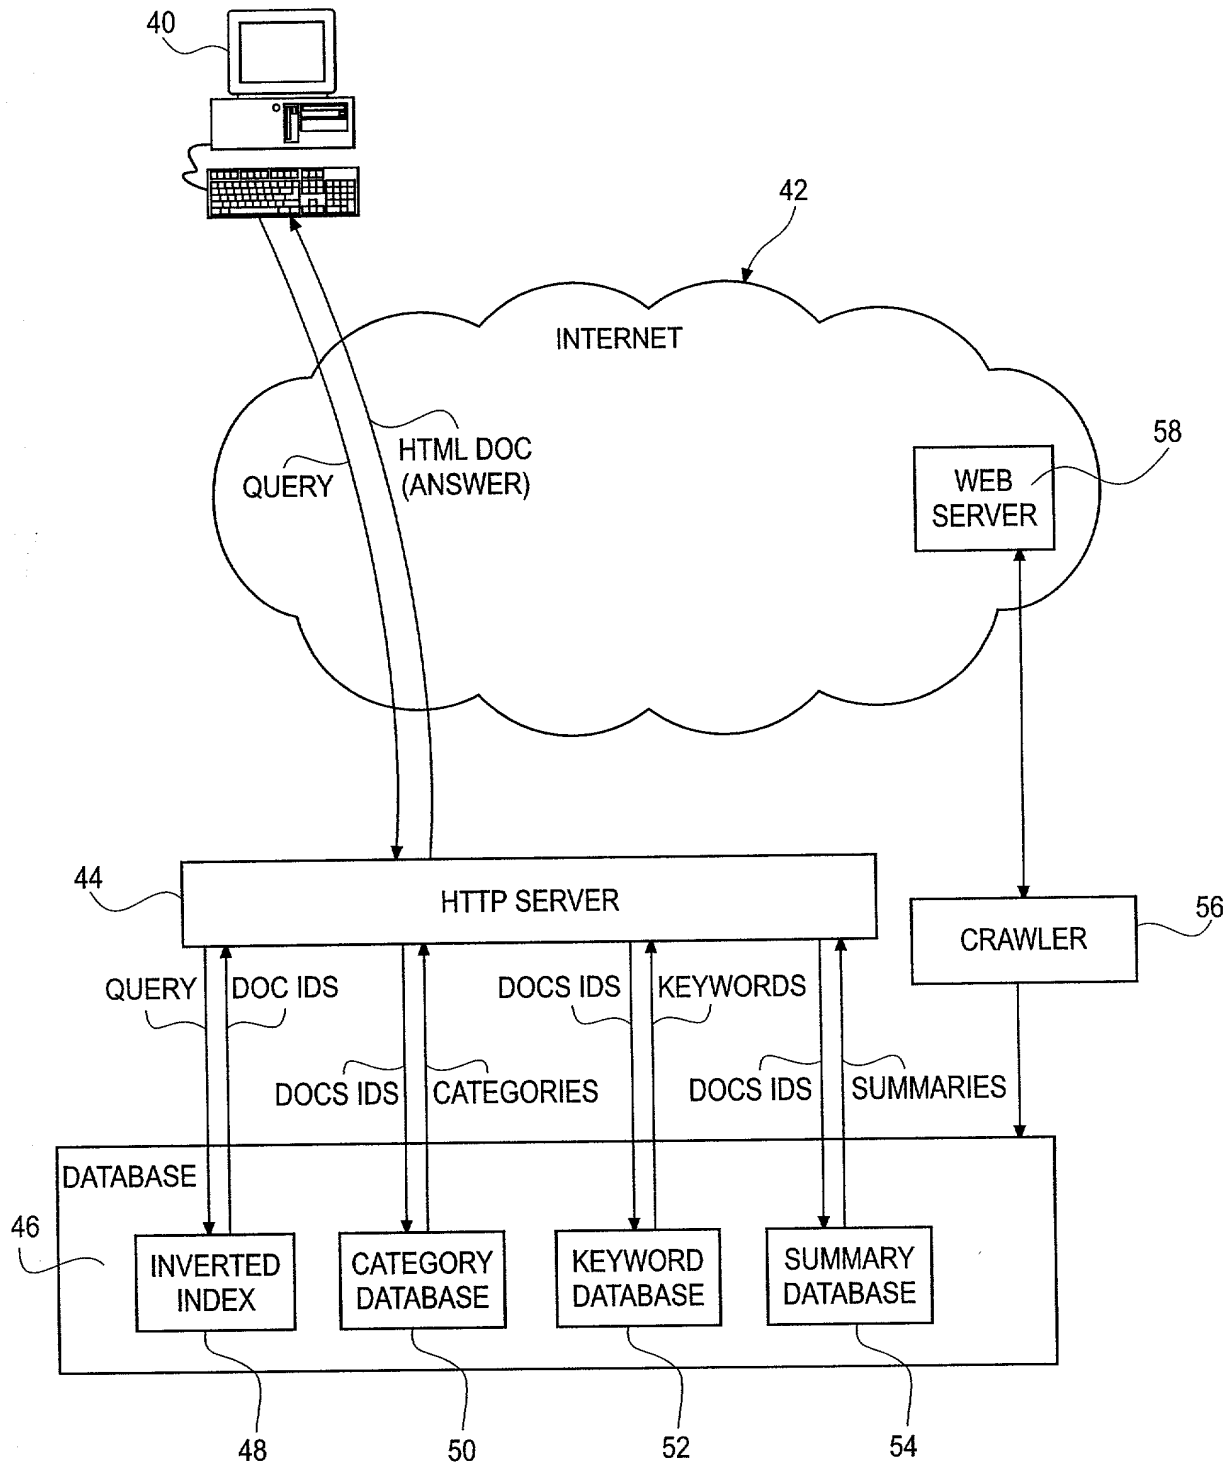 40
42
INTERNET
58
WEB
SERVER
HTML DOC
(ANSWER)
QUERY
44
HTTP SERVER
56
CRAWLER
QUERY
DOC IDS
DOCS IDS
KEYWORDS
DOCS IDS
CATEGORIES
DOCS IDS
SUMMARIES
DATABASE
46
INVERTED
INDEX
CATEGORY
DATABASE
KEYWORD
DATABASE
SUMMARY
DATABASE
48
50
52
54